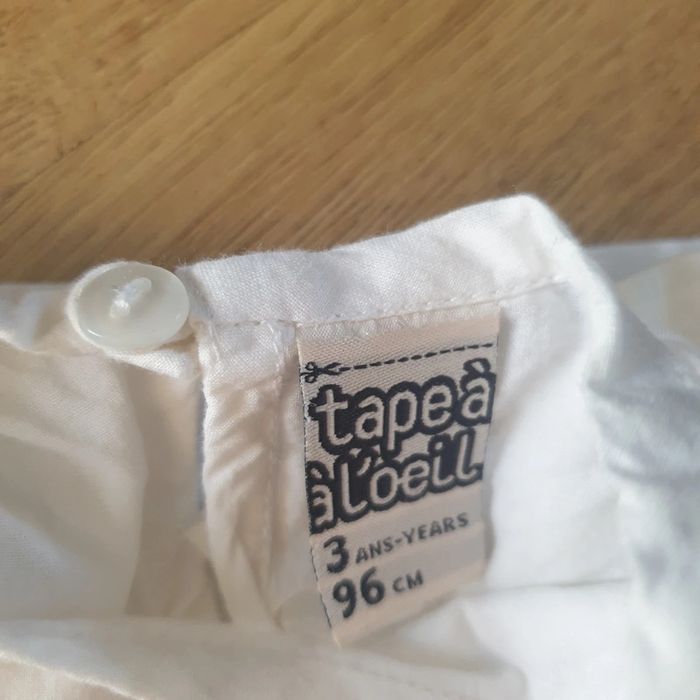 tape à
à l'oeil
3 ANS-YEARS
96 CM